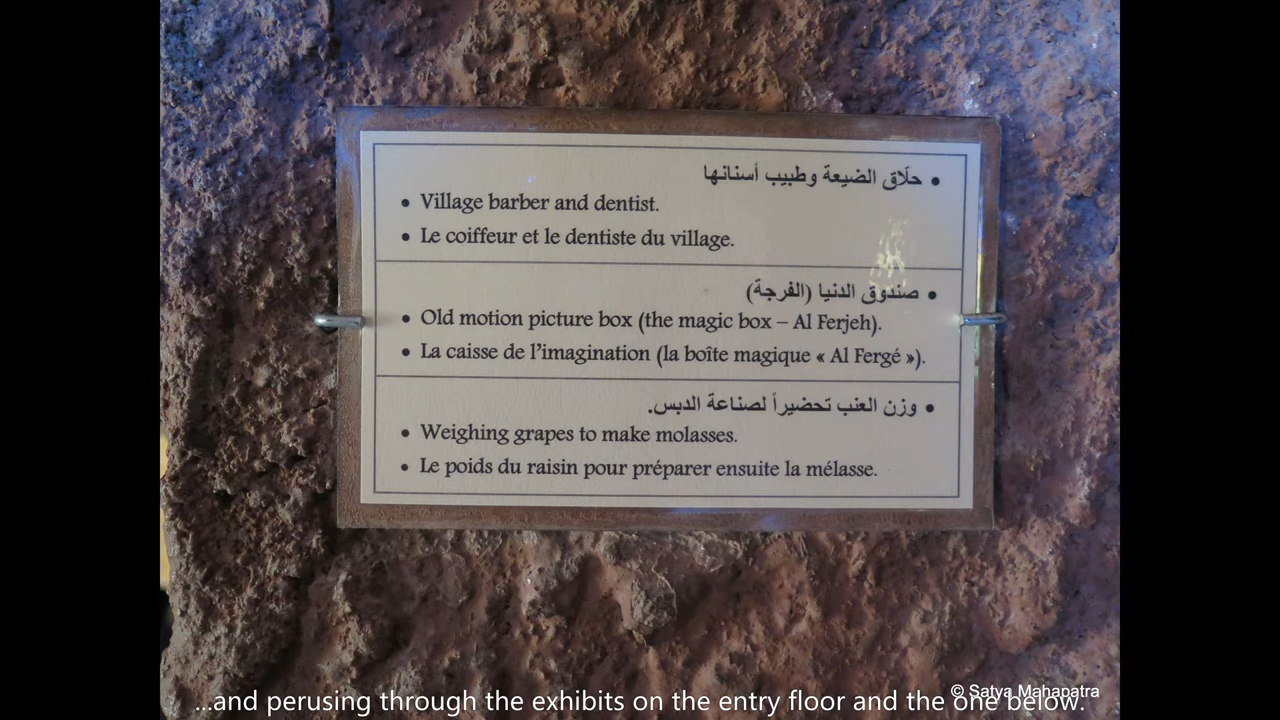 • حلّاق الضيعة وطبيب أسنانها
• Village barber and dentist.
• Le coiffeur et le dentiste du village.
• صندوق الدنيا (الفرجة)
• Old motion picture box (the magic box – Al Ferjeh).
• La caisse de l'imagination (la boîte magique « Al Fergé »).
• وزن العنب تحضيراً لصناعة الدبس.
• Weighing grapes to make molasses.
• Le poids du raisin pour préparer ensuite la mélasse.
© Satya Mahapatra
...and perusing through the exhibits on the entry floor and the one below.